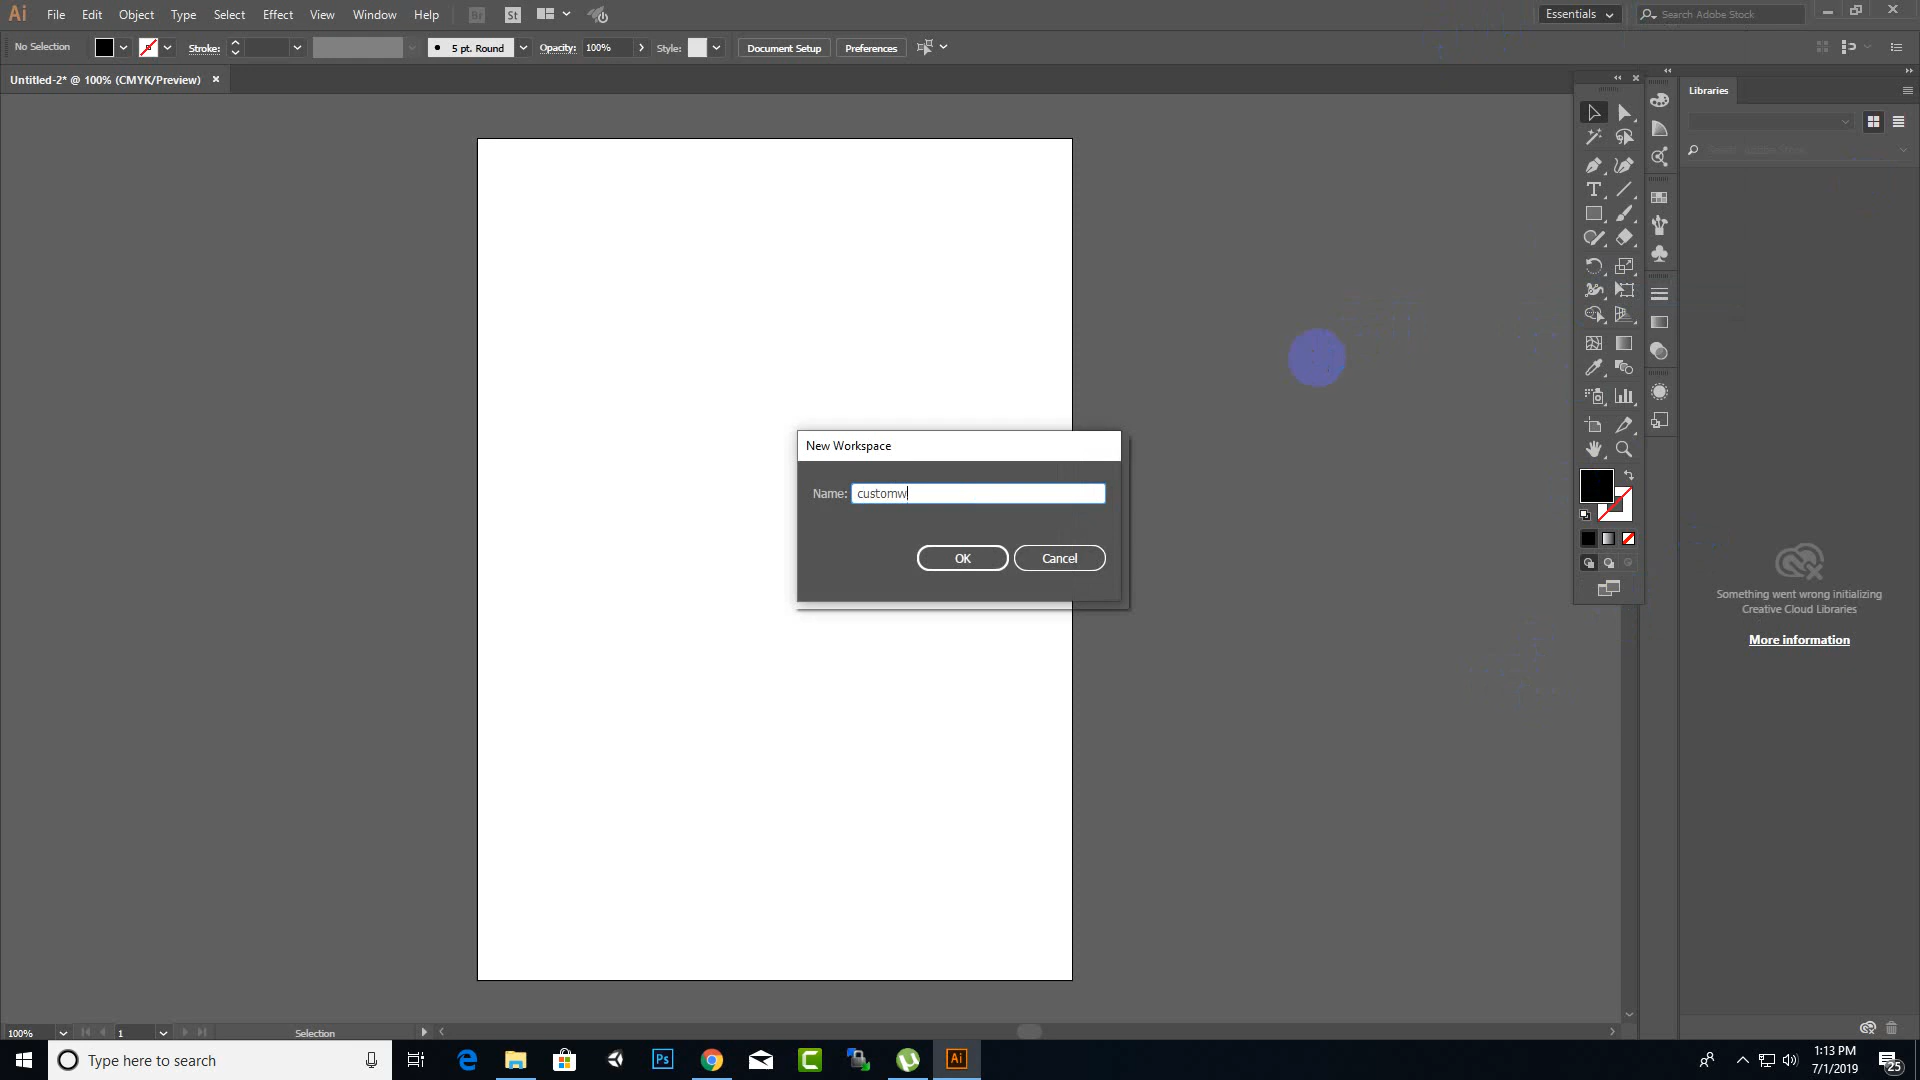 Ai File Edit Object Type Select Effect View Window Help Br St Essentials Search Adobe Stock
No Selection Stroke: 5 pt. Round Opacity: 100% Style: Document Setup Preferences
Untitled-2* @ 100% (CMYK/Preview)
Libraries
New Workspace
Name: customw
OK Cancel
Something went wrong initializing
Creative Cloud Libraries
More information
100% 1 Selection
Type here to search Ps Ai
1:13 PM
7/1/2019
25